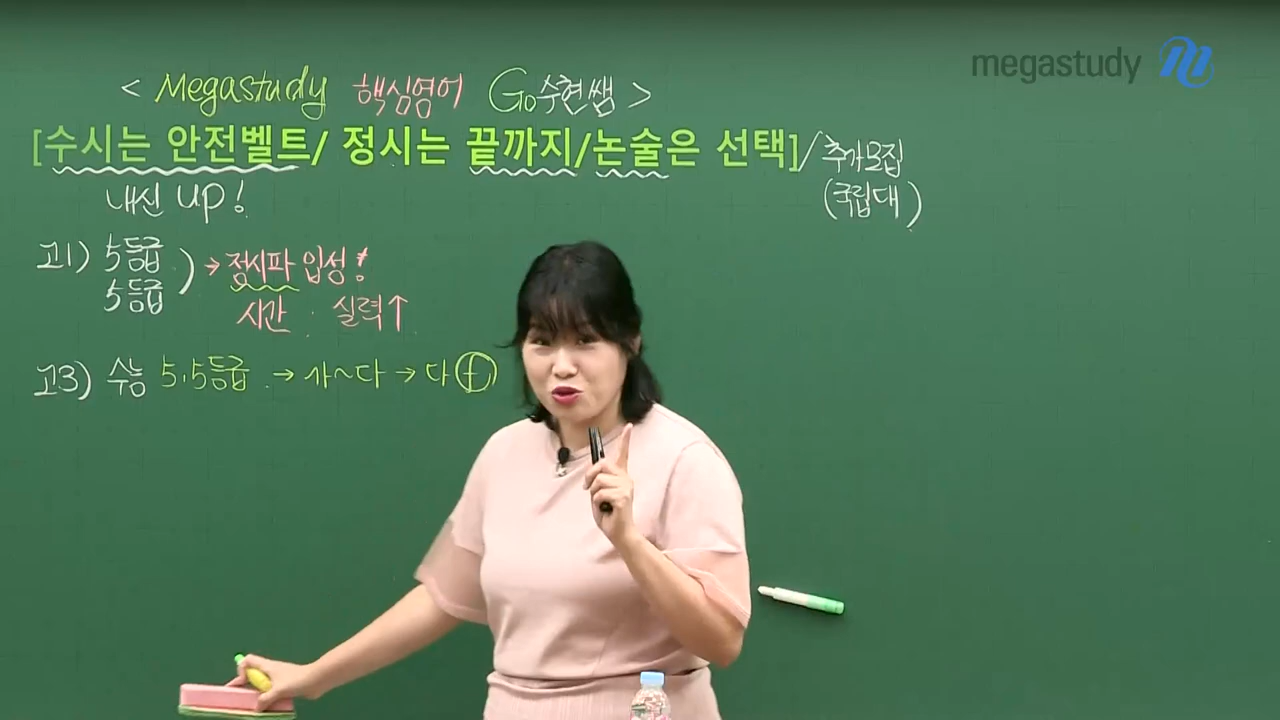 megastudy
< Megastudy 핵심영어 Go수현쌤 >
[수시는 안전벨트/ 정시는 끝까지/논술은 선택]/추가모집
(국립대)
내신 up!
고1) 5등급
5등급 ) → 정시파 입성!
시간 · 실력↑
고3) 수능 5.5등급 → 가~다 → 다